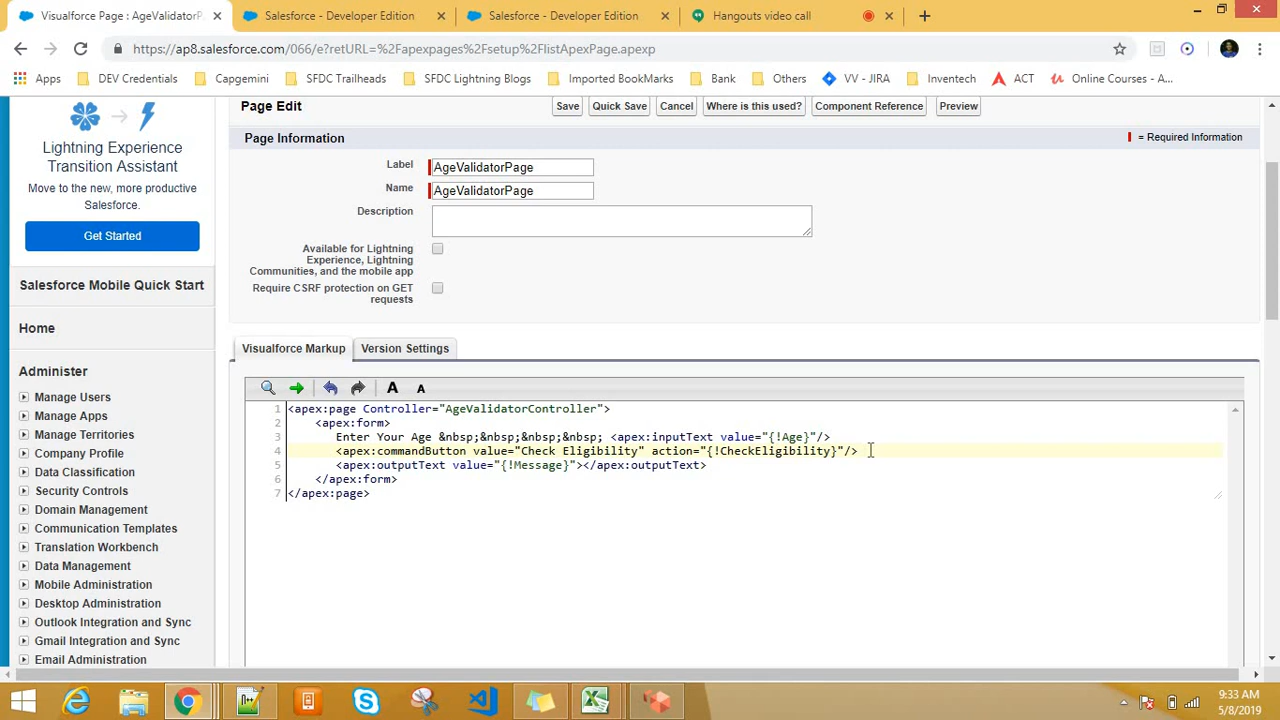 Visualforce Page : AgeValidatorP
Salesforce - Developer Edition
Salesforce - Developer Edition
Hangouts video call
https://ap8.salesforce.com/066/e?retURL=%2Fapexpages%2Fsetup%2FlistApexPage.apexp
Apps
DEV Credentials
Capgemini
SFDC Trailheads
SFDC Lightning Blogs
Imported BookMarks
Bank
Others
VV - JIRA
Inventech
ACT
Online Courses - A...
Lightning Experience
Transition Assistant
Move to the new, more productive
Salesforce.
Get Started
Salesforce Mobile Quick Start
Home
Administer
Manage Users
Manage Apps
Manage Territories
Company Profile
Data Classification
Security Controls
Domain Management
Communication Templates
Translation Workbench
Data Management
Mobile Administration
Desktop Administration
Outlook Integration and Sync
Gmail Integration and Sync
Email Administration
Page Edit
Save
Quick Save
Cancel
Where is this used?
Component Reference
Preview
Page Information
= Required Information
Label
AgeValidatorPage
Name
AgeValidatorPage
Description
Available for Lightning
Experience, Lightning
Communities, and the mobile app
Require CSRF protection on GET
requests
Visualforce Markup
Version Settings
A
A
1 <apex:page Controller="AgeValidatorController">
2 <apex:form>
3 Enter Your Age &nbsp;&nbsp;&nbsp;&nbsp; <apex:inputText value="{!Age}"/>
4 <apex:commandButton value="Check Eligibility" action="{!CheckEligibility}"/>
5 <apex:outputText value="{!Message}"></apex:outputText>
6 </apex:form>
7 </apex:page>
9:33 AM
5/8/2019